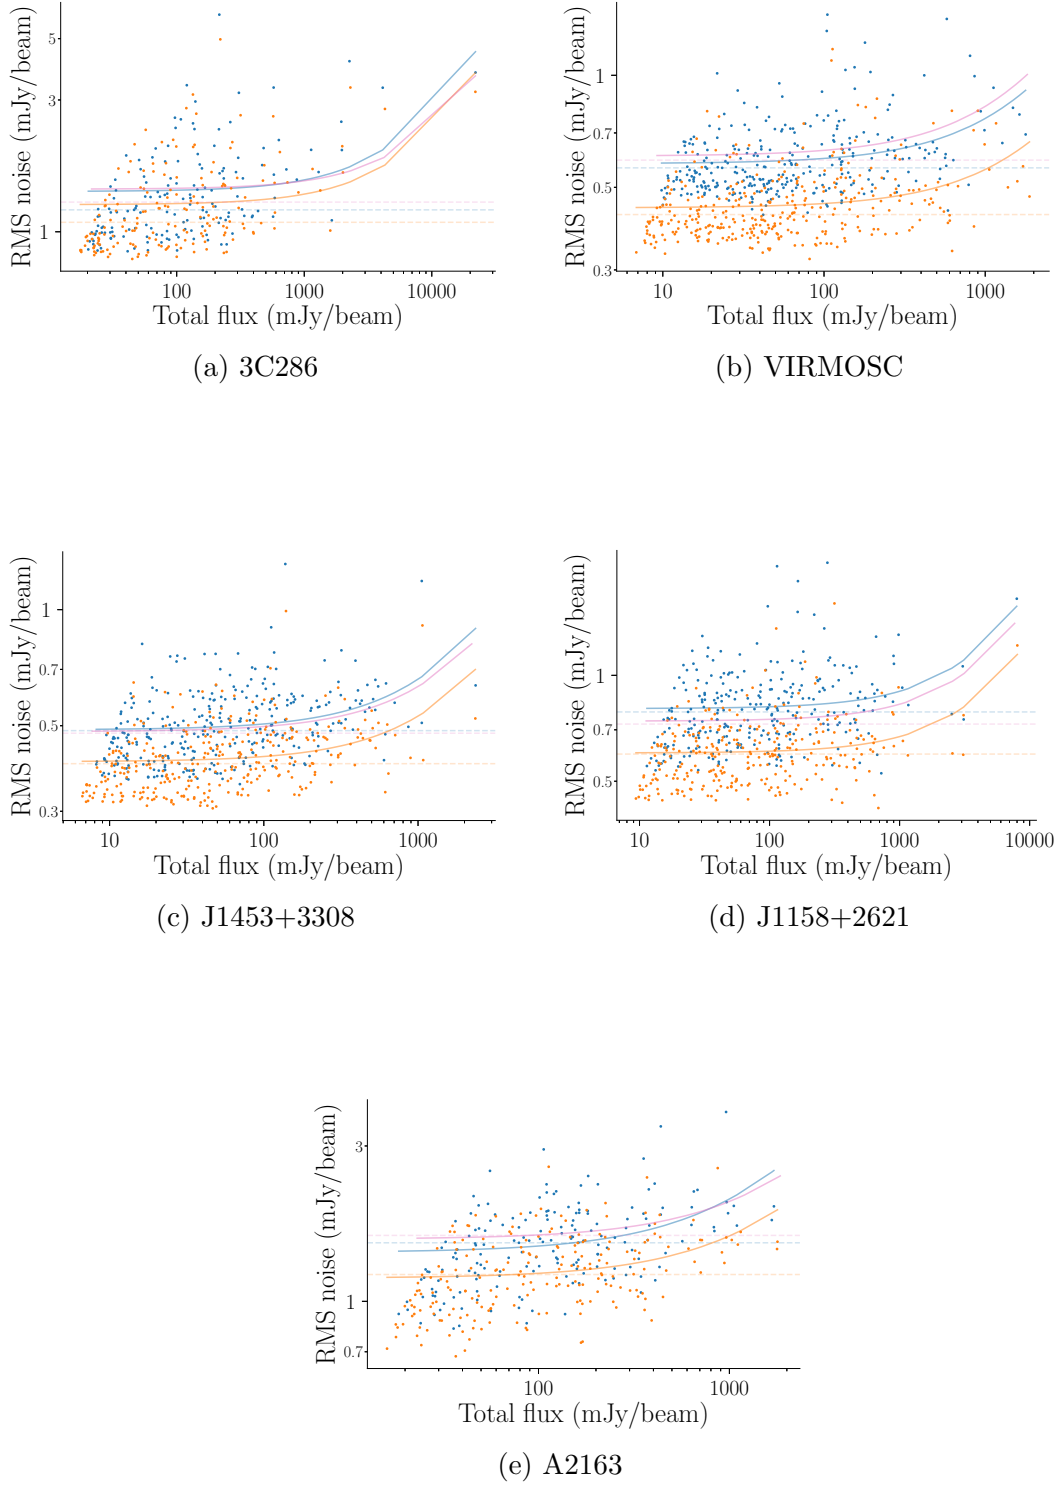 RMS noise (mJy/beam)
5
3
1
100 1000 10000
Total flux (mJy/beam)
(a) 3C286
RMS noise (mJy/beam)
1
0.7
0.5
0.3
10 100 1000
Total flux (mJy/beam)
(b) VIRMOSC
RMS noise (mJy/beam)
1
0.7
0.5
0.3
10 100 1000
Total flux (mJy/beam)
(c) J1453+3308
RMS noise (mJy/beam)
1
0.7
0.5
10 100 1000 10000
Total flux (mJy/beam)
(d) J1158+2621
RMS noise (mJy/beam)
3
1
0.7
100 1000
Total flux (mJy/beam)
(e) A2163